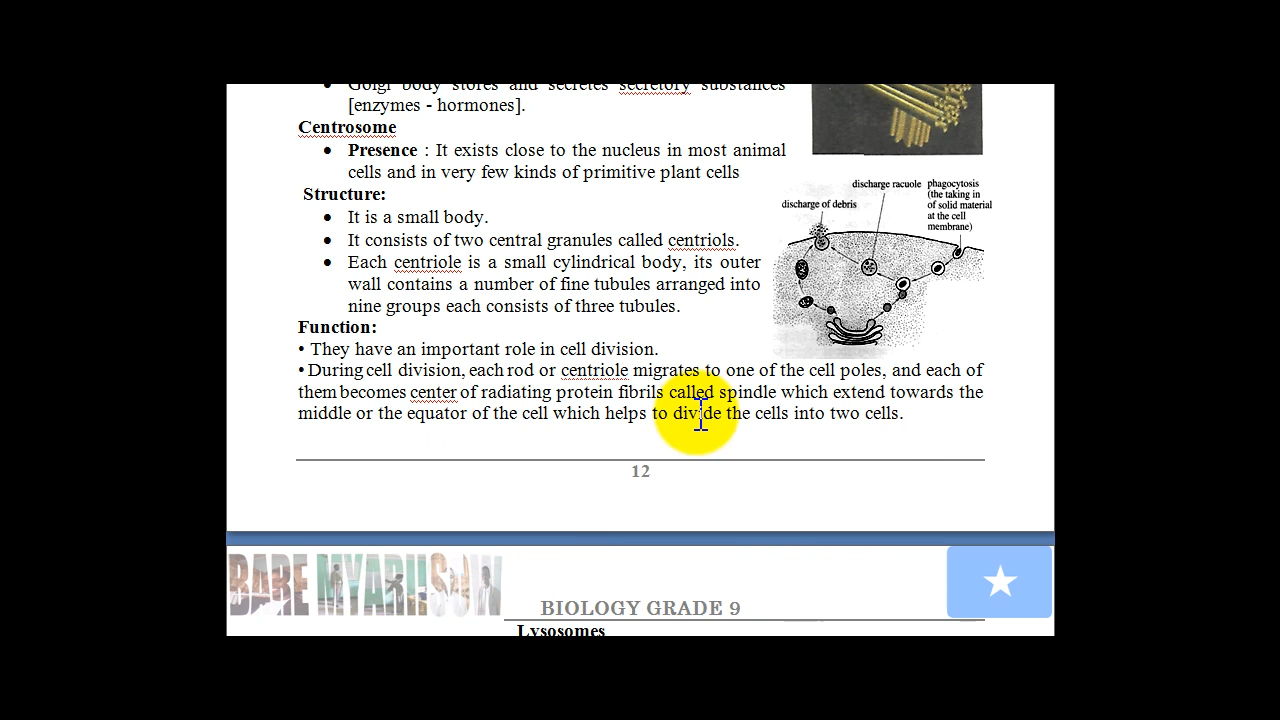 Golgi body stores and secretes secretory substances
[enzymes - hormones].
Centrosome
• Presence : It exists close to the nucleus in most animal
cells and in very few kinds of primitive plant cells
Structure:
• It is a small body.
• It consists of two central granules called centriols.
• Each centriole is a small cylindrical body, its outer
wall contains a number of fine tubules arranged into
nine groups each consists of three tubules.
discharge of debris
discharge racuole
phagocytosis
(the taking in
of solid material
at the cell
membrane)
Function:
• They have an important role in cell division.
• During cell division, each rod or centriole migrates to one of the cell poles, and each of
them becomes center of radiating protein fibrils called spindle which extend towards the
middle or the equator of the cell which helps to divide the cells into two cells.
12
BARE MYARIISOW
BIOLOGY GRADE 9
Lysosomes